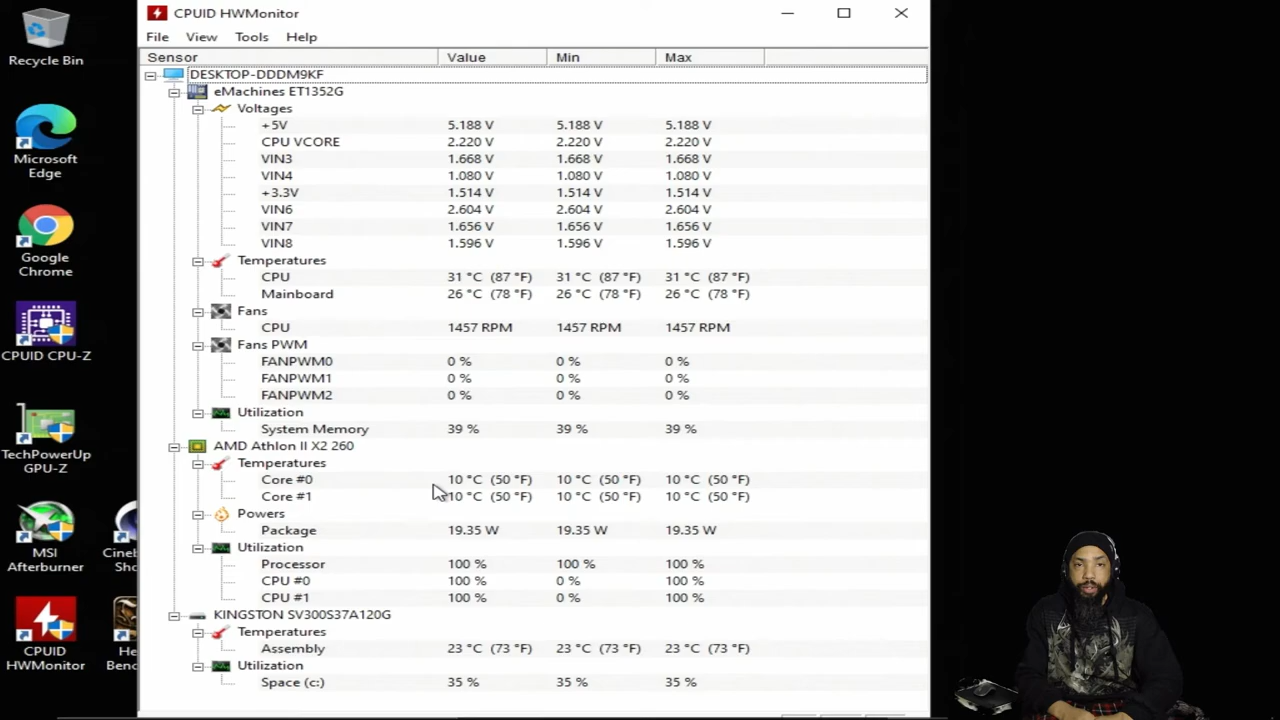 CPUID HWMonitor
File View Tools Help
Sensor Value Min Max
DESKTOP-DDDM9KF
eMachines ET1352G
Voltages
+5V 5.188 V 5.188 V 5.188 V
CPU VCORE 2.220 V 2.220 V 2.220 V
VIN3 1.668 V 1.668 V 1.668 V
VIN4 1.080 V 1.080 V 1.080 V
+3.3V 1.514 V 1.514 V 1.514 V
VIN6 2.604 V 2.604 V 2.604 V
VIN7 1.656 V 1.656 V 1.656 V
VIN8 1.596 V 1.596 V 1.596 V
Temperatures
CPU 31 °C (87 °F) 31 °C (87 °F) 31 °C (87 °F)
Mainboard 26 °C (78 °F) 26 °C (78 °F) 26 °C (78 °F)
Fans
CPU 1457 RPM 1457 RPM 1457 RPM
Fans PWM
FANPWM0 0 % 0 % 0 %
FANPWM1 0 % 0 % 0 %
FANPWM2 0 % 0 % 0 %
Utilization
System Memory 39 % 39 % 39 %
AMD Athlon II X2 260
Temperatures
Core #0 10 °C (50 °F) 10 °C (50 °F) 10 °C (50 °F)
Core #1 10 °C (50 °F) 10 °C (50 °F) 10 °C (50 °F)
Powers
Package 19.35 W 19.35 W 19.35 W
Utilization
Processor 100 % 100 % 100 %
CPU #0 100 % 0 % 100 %
CPU #1 100 % 0 % 100 %
KINGSTON SV300S37A120G
Temperatures
Assembly 23 °C (73 °F) 23 °C (73 °F) 23 °C (73 °F)
Utilization
Space (c:) 35 % 35 % 35 %
Recycle Bin
Microsoft
Edge
Google
Chrome
CPUID CPU-Z
TechPowerUp
GPU-Z
MSI
Afterburner
Cineb
Sho
CPUID
HWMonitor
He
Benc